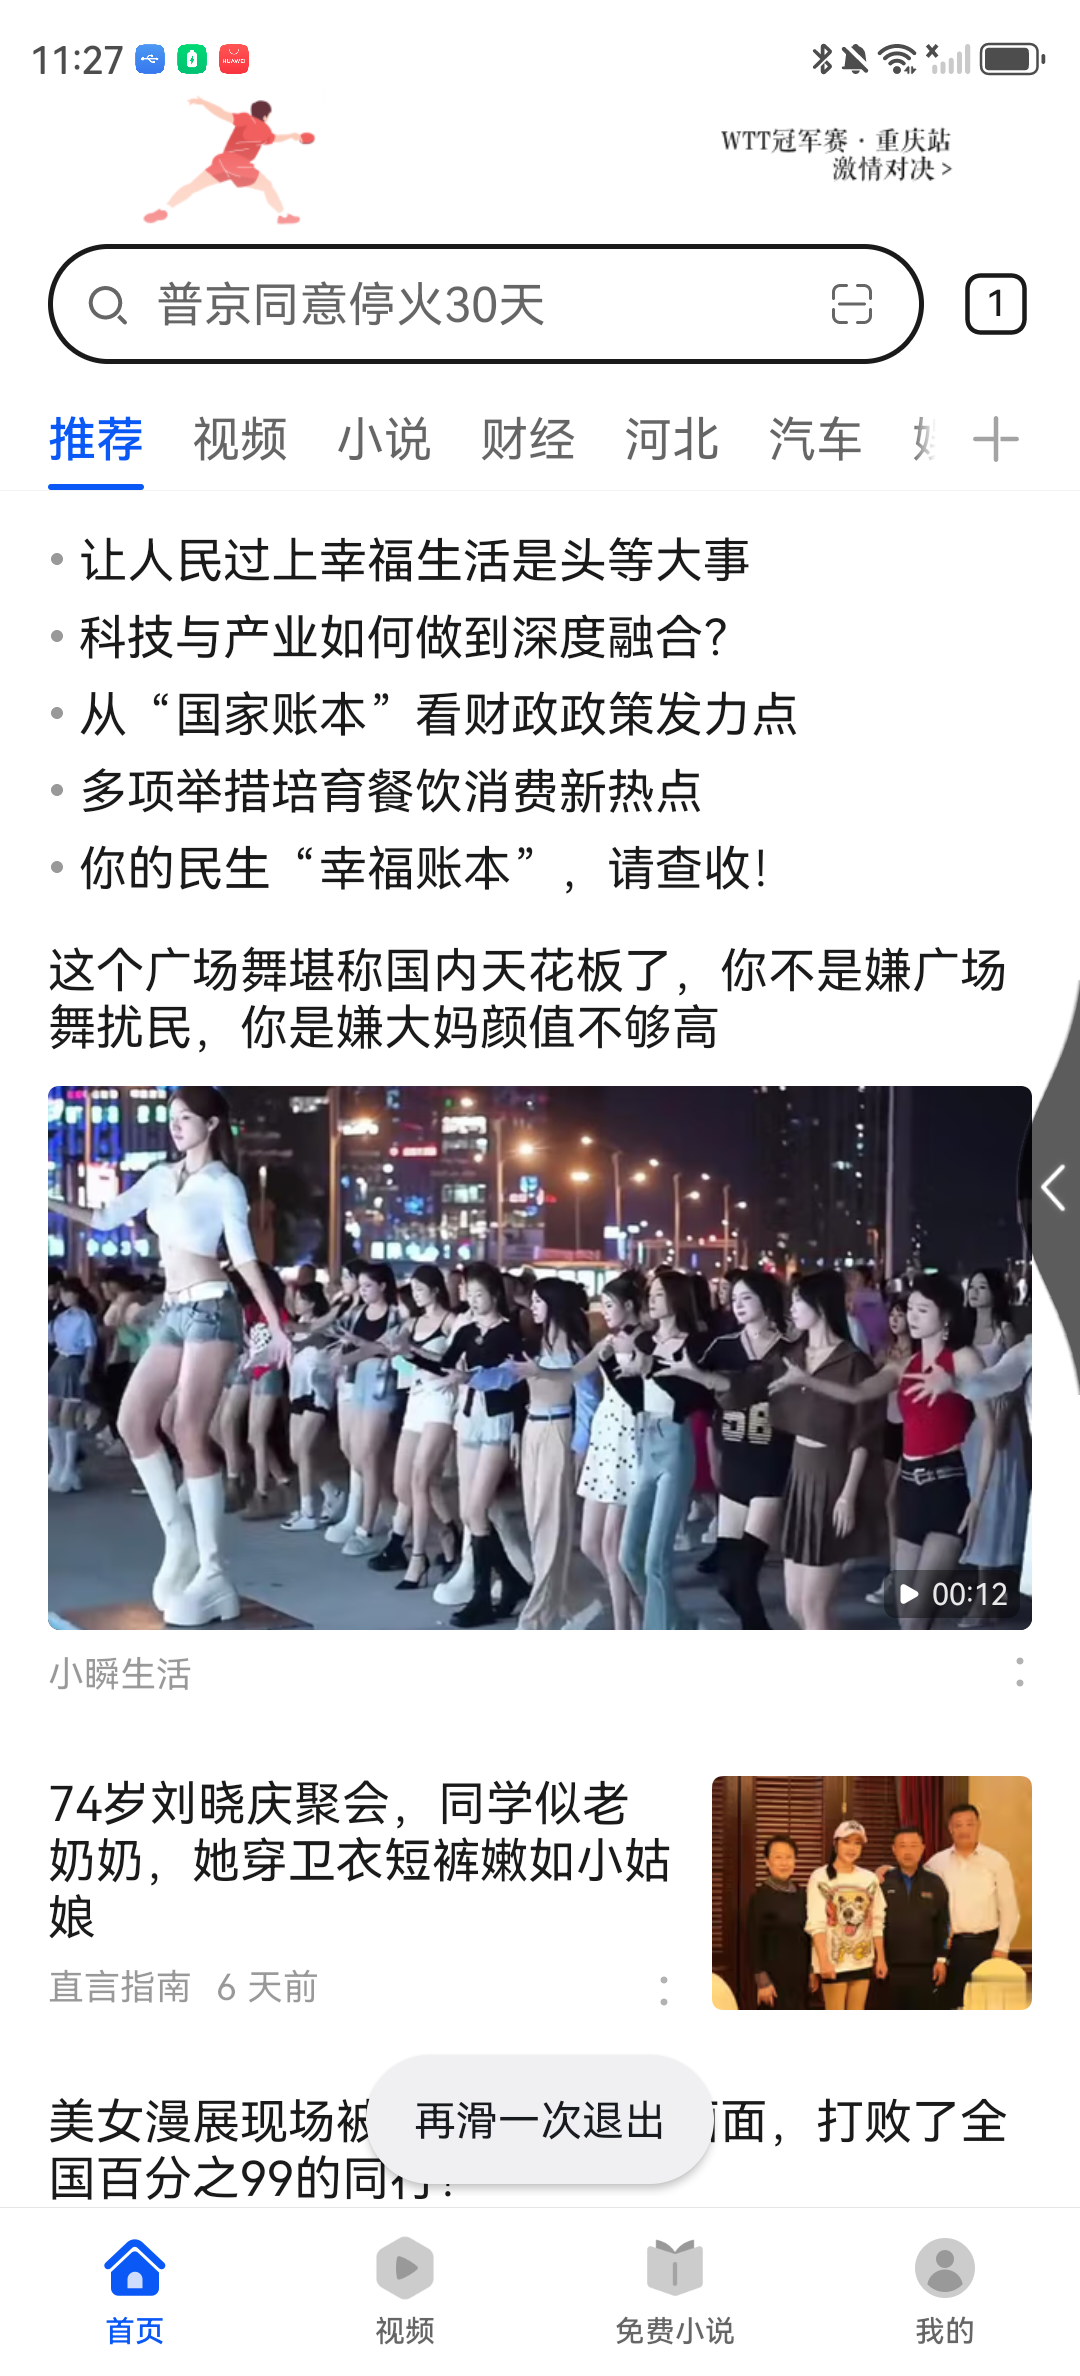 11:27
HUAWEI
WTT冠军赛·重庆站
激情对决>
普京同意停火30天
1
推荐 视频 小说 财经 河北 汽车
让人民过上幸福生活是头等大事
科技与产业如何做到深度融合?
从“国家账本”看财政政策发力点
多项举措培育餐饮消费新热点
你的民生“幸福账本”，请查收!
这个广场舞堪称国内天花板了，你不是嫌广场
舞扰民，你是嫌大妈颜值不够高
00:12
小瞬生活
74岁刘晓庆聚会，同学似老
奶奶，她穿卫衣短裤嫩如小姑
娘
直言指南 6 天前
美女漫展现场被 面，打败了全
再滑一次退出
国百分之99的同行!
首页 视频 免费小说 我的